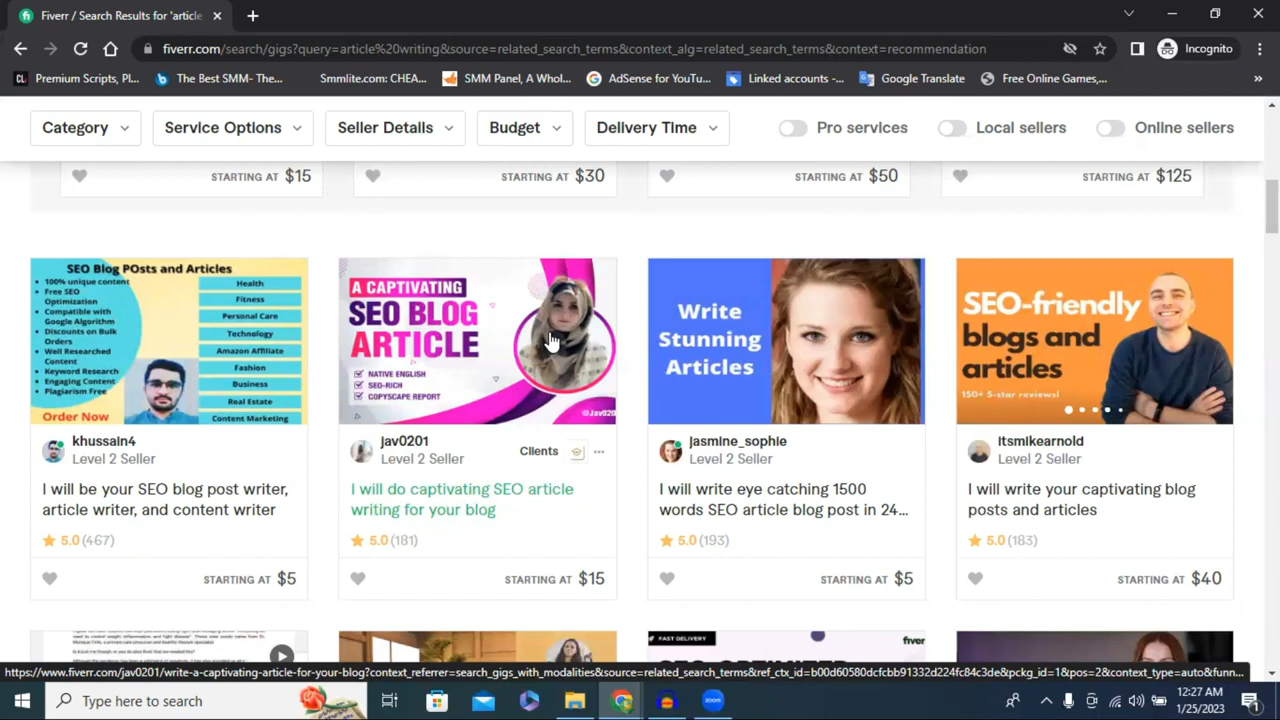 Fiverr / Search Results for 'article
fiverr.com/search/gigs?query=article%20writing&source=related_search_terms&context_alg=related_search_terms&context=recommendation
Incognito
Premium Scripts, Pl...
The Best SMM- The...
Smmlite.com: CHEA...
SMM Panel, A Whol...
AdSense for YouTu...
Linked accounts -...
Google Translate
Free Online Games,...
Category
Service Options
Seller Details
Budget
Delivery Time
Pro services
Local sellers
Online sellers
STARTING AT $15
STARTING AT $30
STARTING AT $50
STARTING AT $125
SEO Blog POsts and Articles
100% unique content
Free SEO
Optimization
Compatible with
Google Algorithm
Discounts on Bulk
Orders
Well Researched
Content
Keyword Research
Engaging Content
Plagiarism Free
Order Now
Health
Fitness
Personal Care
Technology
Amazon Affiliate
Fashion
Business
Real Estate
Content Marketing
A CAPTIVATING
SEO BLOG
ARTICLE
NATIVE ENGLISH
SEO-RICH
COPYSCAPE REPORT
@Jav020
Write
Stunning
Articles
SEO-friendly
blogs and
articles
150+ 5-star reviews!
khussain4
Level 2 Seller
I will be your SEO blog post writer,
article writer, and content writer
5.0 (467)
STARTING AT $5
jav0201
Level 2 Seller
Clients
I will do captivating SEO article
writing for your blog
5.0 (181)
STARTING AT $15
jasmine_sophie
Level 2 Seller
I will write eye catching 1500
words SEO article blog post in 24...
5.0 (193)
STARTING AT $5
itsmikearnold
Level 2 Seller
I will write your captivating blog
posts and articles
5.0 (183)
STARTING AT $40
FAST DELIVERY
fiverr
https://www.fiverr.com/jav0201/write-a-captivating-article-for-your-blog?context_referrer=search_gigs_with_modalities&source=related_search_terms&ref_ctx_id=b00d60580dcfcbb91332d224fc84c3de&pckg_id=1&pos=2&context_type=auto&funn...
Type here to search
12:27 AM
1/25/2023